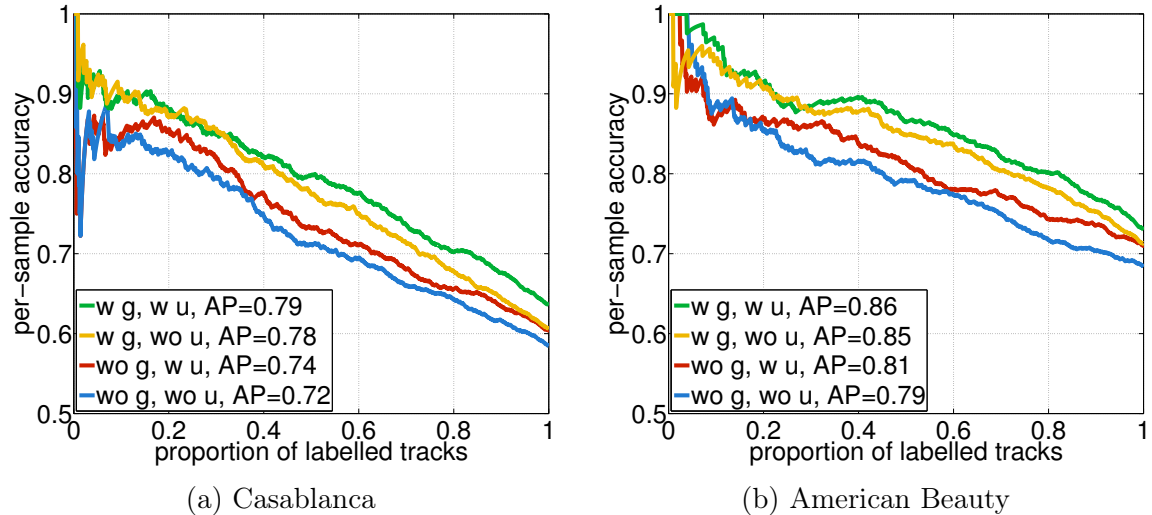 1
0.9
0.8
0.7
0.6
0.5
per-sample accuracy
w g, w u, AP=0.79
w g, wo u, AP=0.78
wo g, w u, AP=0.74
wo g, wo u, AP=0.72
0 0.2 0.4 0.6 0.8 1
proportion of labelled tracks
(a) Casablanca
1
0.9
0.8
0.7
0.6
0.5
per-sample accuracy
w g, w u, AP=0.86
w g, wo u, AP=0.85
wo g, w u, AP=0.81
wo g, wo u, AP=0.79
0 0.2 0.4 0.6 0.8 1
proportion of labelled tracks
(b) American Beauty